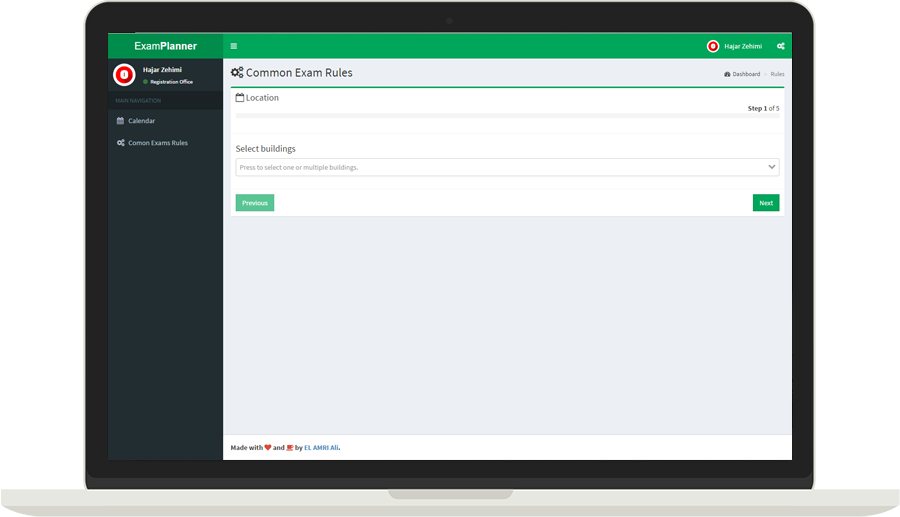 ExamPlanner
Hajar Zehimi
Hajar Zehimi
Registration Office
MAIN NAVIGATION
Calendar
Comon Exams Rules
Common Exam Rules
Dashboard > Rules
Location
Step 1 of 5
Select buildings
Press to select one or multiple buildings.
Previous
Next
Made with and by EL AMRI Ali.